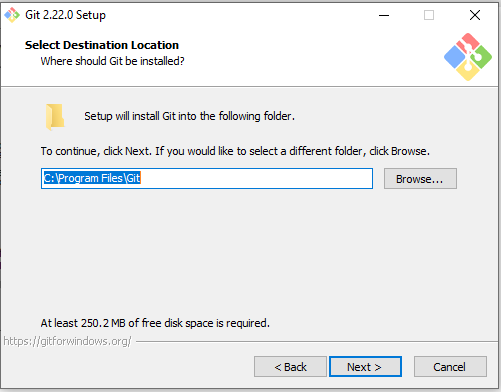 Git 2.22.0 Setup
Select Destination Location
Where should Git be installed?
Setup will install Git into the following folder.
To continue, click Next. If you would like to select a different folder, click Browse.
C:\Program Files\Git
Browse...
At least 250.2 MB of free disk space is required.
https://gitforwindows.org/
< Back
Next >
Cancel